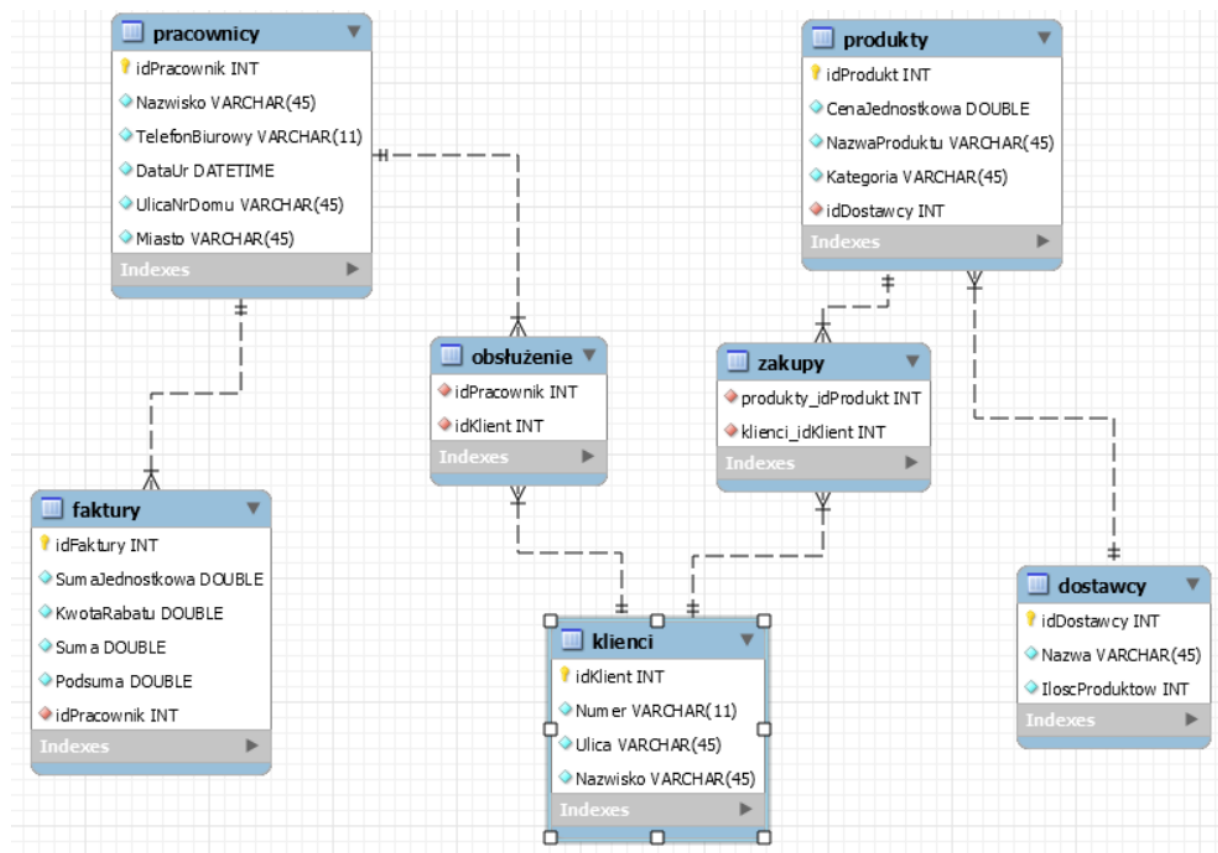 pracownicy
idPracownik INT
Nazwisko VARCHAR(45)
TelefonBiurowy VARCHAR(11)
DataUr DATETIME
UlicaNrDomu VARCHAR(45)
Miasto VARCHAR(45)
Indexes
produkty
idProdukt INT
CenaJednostkowa DOUBLE
NazwaProduktu VARCHAR(45)
Kategoria VARCHAR(45)
idDostawcy INT
Indexes
obsłużenie
idPracownik INT
idKlient INT
Indexes
zakupy
produkty_idProdukt INT
klienci_idKlient INT
Indexes
faktury
idFaktury INT
SumaJednostkowa DOUBLE
KwotaRabatu DOUBLE
Suma DOUBLE
Podsuma DOUBLE
idPracownik INT
Indexes
klienci
idKlient INT
Numer VARCHAR(11)
Ulica VARCHAR(45)
Nazwisko VARCHAR(45)
Indexes
dostawcy
idDostawcy INT
Nazwa VARCHAR(45)
IloscProduktow INT
Indexes